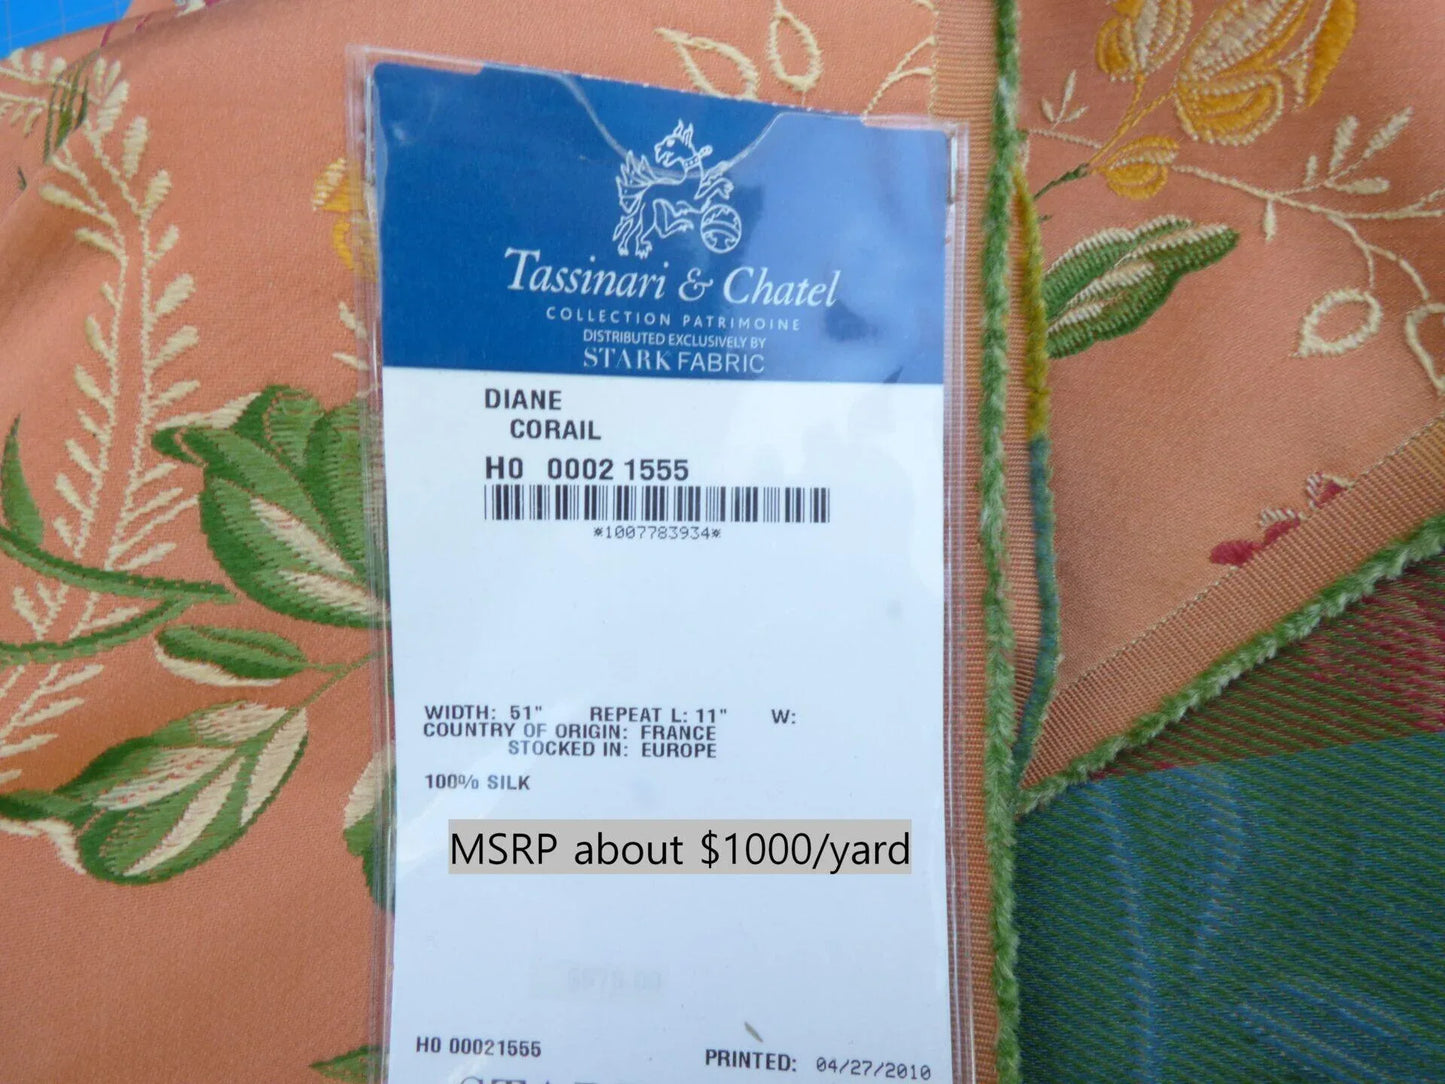 Tassinari & Chatel
COLLECTION PATRIMOINE
DISTRIBUTED EXCLUSIVELY BY
STARK FABRIC
DIANE
CORAIL
H0 0002 1555
*1007783934*
WIDTH: 51" REPEAT L: 11" W:
COUNTRY OF ORIGIN: FRANCE
STOCKED IN: EUROPE
100% SILK
MSRP about $1000/yard
H0 00021555
PRINTED: 04/27/2010